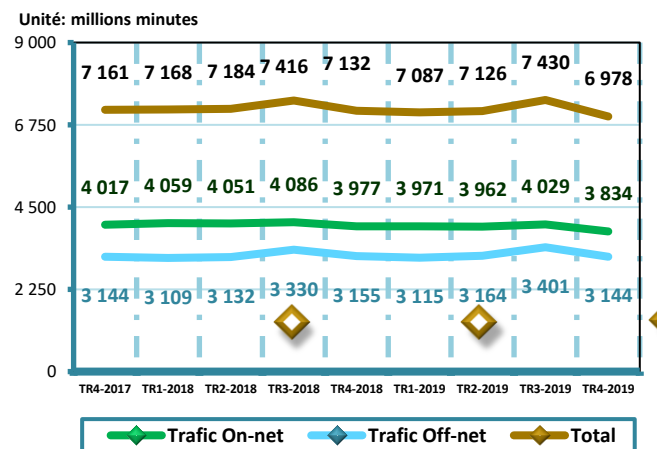 Unité: millions minutes
9 000
7 161 7 168 7 184 7 416 7 132 7 087 7 126 7 430 6 978
6 750
4 017 4 059 4 051 4 086 3 977 3 971 3 962 4 029 3 834
4 500
2 250
3 144 3 109 3 132 3 330 3 155 3 115 3 164 3 401 3 144
0
TR4-2017 TR1-2018 TR2-2018 TR3-2018 TR4-2018 TR1-2019 TR2-2019 TR3-2019 TR4-2019
Trafic On-net Trafic Off-net Total